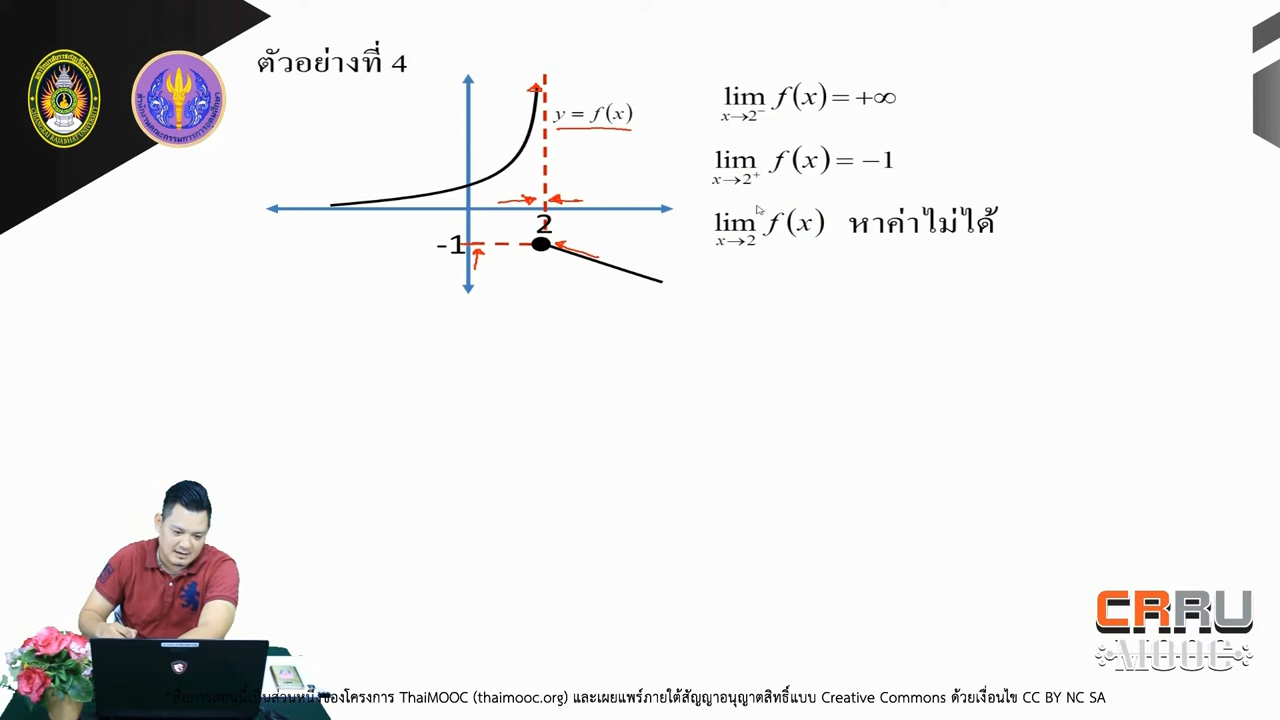 ตัวอย่างที่ 4
y = f(x)
2
-1
lim x→2⁻ f(x) = +∞
lim x→2⁺ f(x) = −1
lim x→2 f(x) หาค่าไม่ได้
CRRU
MOOC
*สื่อการสอนนี้เป็นส่วนหนึ่งของโครงการ ThaiMOOC (thaimooc.org) และเผยแพร่ภายใต้สัญญาอนุญาตสิทธิ์แบบ Creative Commons ด้วยเงื่อนไข CC BY NC SA